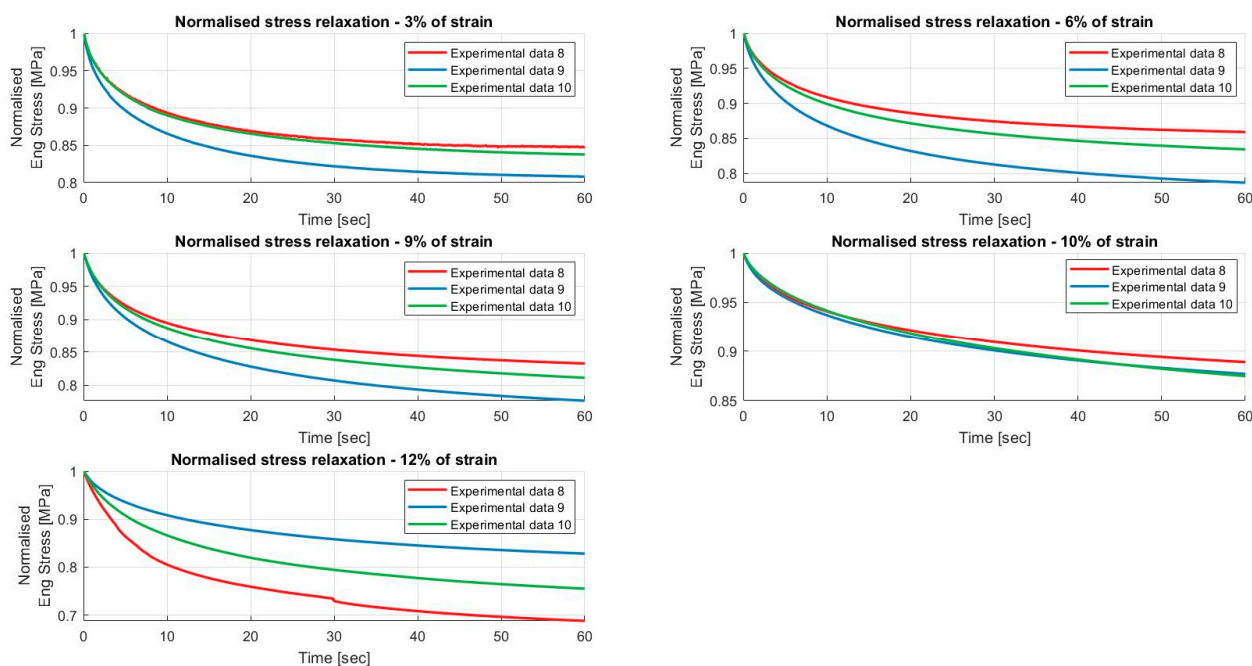 Normalised stress relaxation - 3% of strain
1
0.95
0.9
0.85
0.8
Normalised
Eng Stress [MPa]
Experimental data 8
Experimental data 9
Experimental data 10
0 10 20 30 40 50 60
Time [sec]
Normalised stress relaxation - 6% of strain
1
0.95
0.9
0.85
0.8
Normalised
Eng Stress [MPa]
Experimental data 8
Experimental data 9
Experimental data 10
0 10 20 30 40 50 60
Time [sec]
Normalised stress relaxation - 9% of strain
1
0.95
0.9
0.85
0.8
Normalised
Eng Stress [MPa]
Experimental data 8
Experimental data 9
Experimental data 10
0 10 20 30 40 50 60
Time [sec]
Normalised stress relaxation - 10% of strain
1
0.95
0.9
0.85
Normalised
Eng Stress [MPa]
Experimental data 8
Experimental data 9
Experimental data 10
0 10 20 30 40 50 60
Time [sec]
Normalised stress relaxation - 12% of strain
1
0.9
0.8
0.7
Normalised
Eng Stress [MPa]
Experimental data 8
Experimental data 9
Experimental data 10
0 10 20 30 40 50 60
Time [sec]